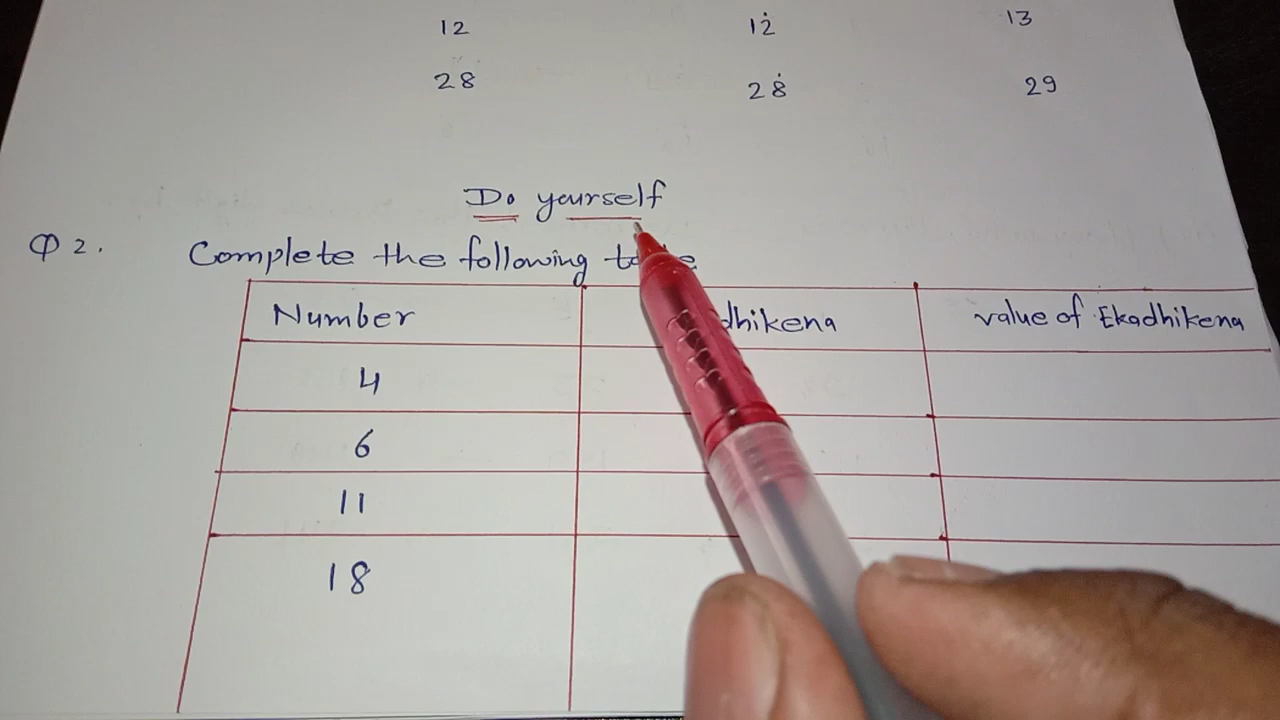 12 12̇ 13
28 28̇ 29
Do yourself
Q 2. Complete the following
Number dhikena value of Ekadhikena
4
6
11
18